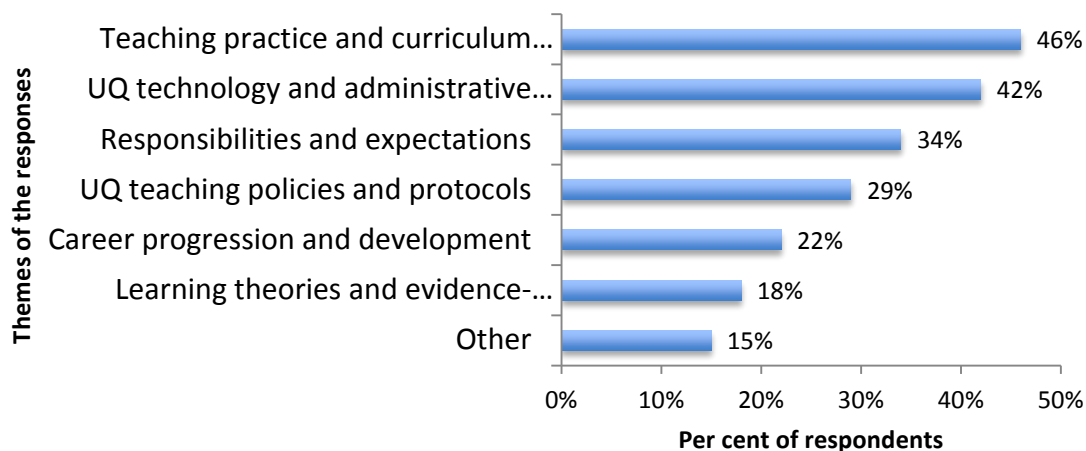 Themes of the responses
Teaching practice and curriculum… 46%
UQ technology and administrative… 42%
Responsibilities and expectations 34%
UQ teaching policies and protocols 29%
Career progression and development 22%
Learning theories and evidence-… 18%
Other 15%
0% 10% 20% 30% 40% 50%
Per cent of respondents